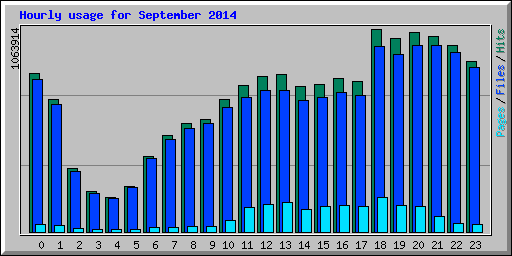 Hourly usage for September 2014
1063914
Pages/Files/Hits
0 1 2 3 4 5 6 7 8 9 10 11 12 13 14 15 16 17 18 19 20 21 22 23